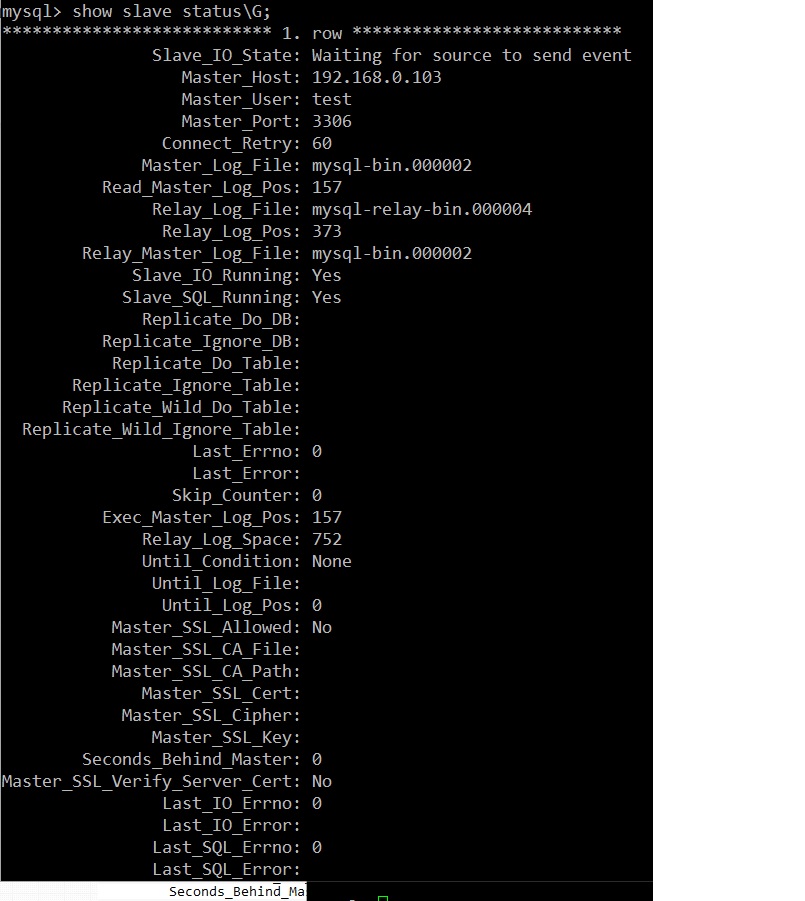 mysql> show slave status\G;
*************************** 1. row ***************************
Slave_IO_State: Waiting for source to send event
Master_Host: 192.168.0.103
Master_User: test
Master_Port: 3306
Connect_Retry: 60
Master_Log_File: mysql-bin.000002
Read_Master_Log_Pos: 157
Relay_Log_File: mysql-relay-bin.000004
Relay_Log_Pos: 373
Relay_Master_Log_File: mysql-bin.000002
Slave_IO_Running: Yes
Slave_SQL_Running: Yes
Replicate_Do_DB:
Replicate_Ignore_DB:
Replicate_Do_Table:
Replicate_Ignore_Table:
Replicate_Wild_Do_Table:
Replicate_Wild_Ignore_Table:
Last_Errno: 0
Last_Error:
Skip_Counter: 0
Exec_Master_Log_Pos: 157
Relay_Log_Space: 752
Until_Condition: None
Until_Log_File:
Until_Log_Pos: 0
Master_SSL_Allowed: No
Master_SSL_CA_File:
Master_SSL_CA_Path:
Master_SSL_Cert:
Master_SSL_Cipher:
Master_SSL_Key:
Seconds_Behind_Master: 0
Master_SSL_Verify_Server_Cert: No
Last_IO_Errno: 0
Last_IO_Error:
Last_SQL_Errno: 0
Last_SQL_Error:
Seconds_Behind_Ma